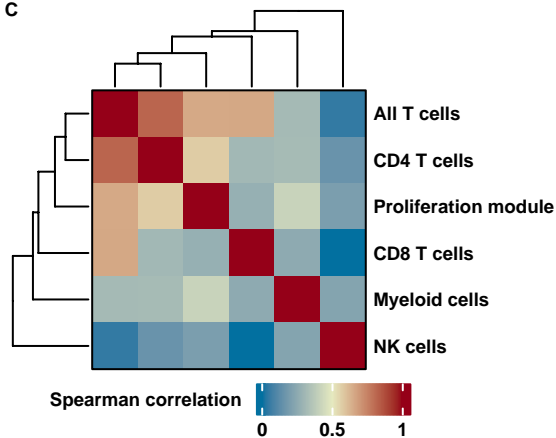 C
All T cells
CD4 T cells
Proliferation module
CD8 T cells
Myeloid cells
NK cells
Spearman correlation
0 0.5 1